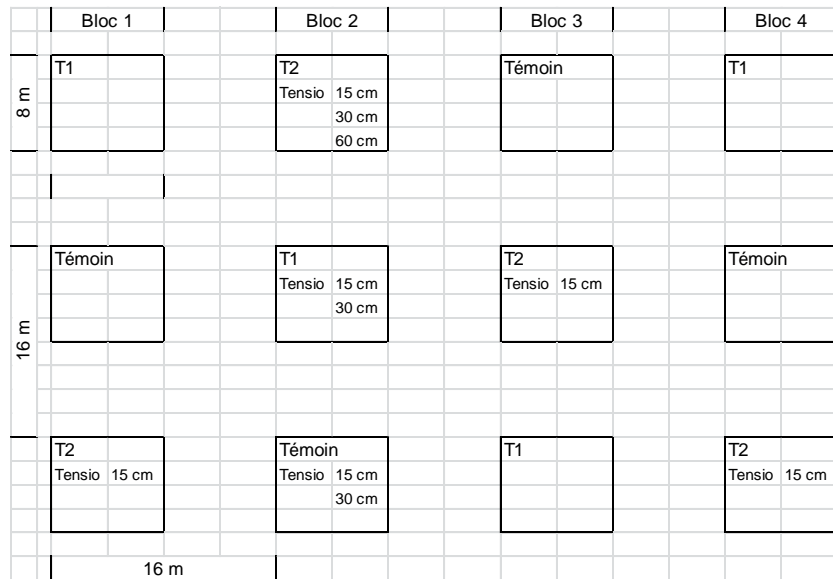 Bloc 1 Bloc 2 Bloc 3 Bloc 4
T1 T2 Témoin T1
Tensio 15 cm
30 cm
60 cm
8 m
Témoin T1 T2 Témoin
Tensio 15 cm Tensio 15 cm
30 cm
16 m
T2 Témoin T1 T2
Tensio 15 cm Tensio 15 cm Tensio 15 cm
30 cm
16 m